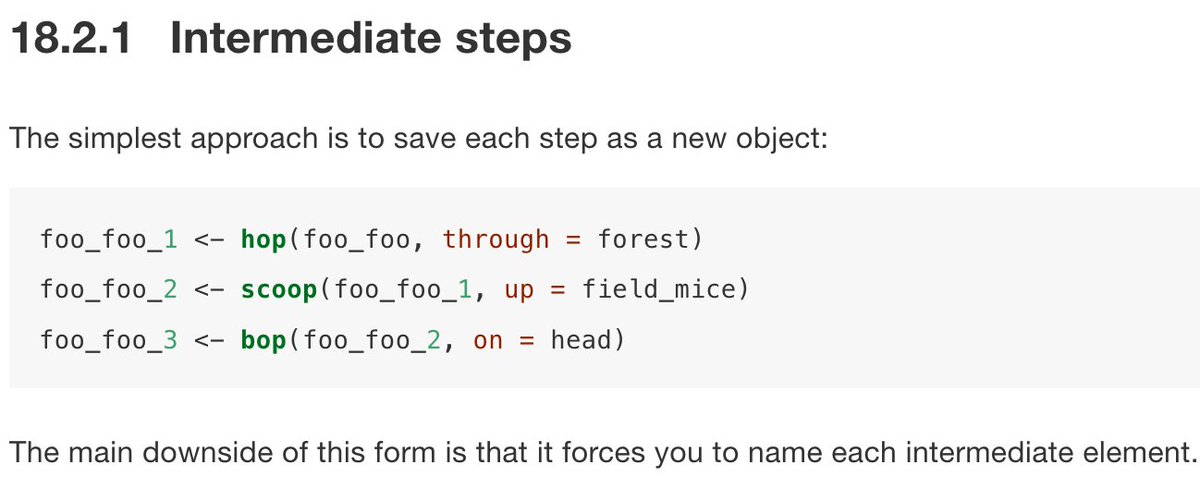 18.2.1 Intermediate steps
The simplest approach is to save each step as a new object:
foo_foo_1 <- hop(foo_foo, through = forest)
foo_foo_2 <- scoop(foo_foo_1, up = field_mice)
foo_foo_3 <- bop(foo_foo_2, on = head)
The main downside of this form is that it forces you to name each intermediate element.